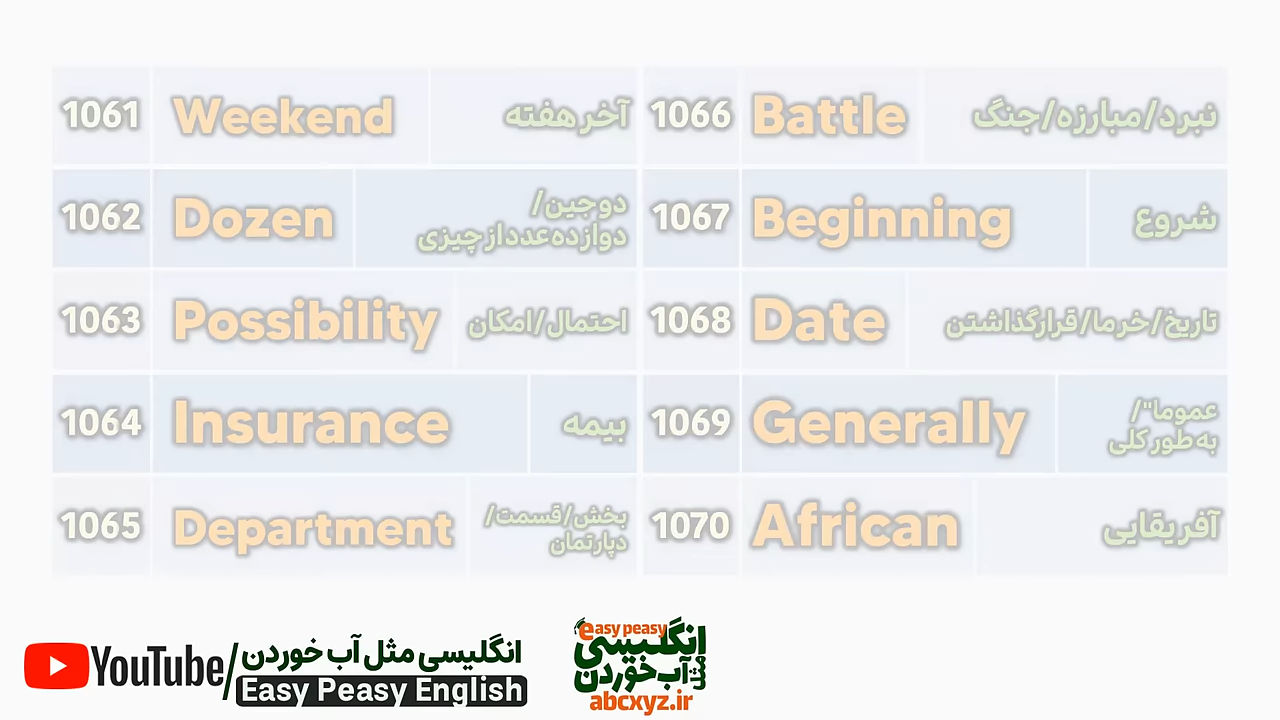 1061 Weekend آخر هفته
1062 Dozen دوجین/
دوازده عدد از چیزی
1063 Possibility احتمال/امکان
1064 Insurance بیمه
1065 Department بخش/قسمت/
دپارتمان
1066 Battle نبرد/مبارزه/جنگ
1067 Beginning شروع
1068 Date تاریخ/خرما/قرار گذاشتن
1069 Generally عموما"/
به طور کلی
1070 African آفریقایی
YouTube/انگلیسی مثل آب خوردن
Easy Peasy English
easy peasy
انگلیسی
مثل آب خوردن
abcxyz.ir